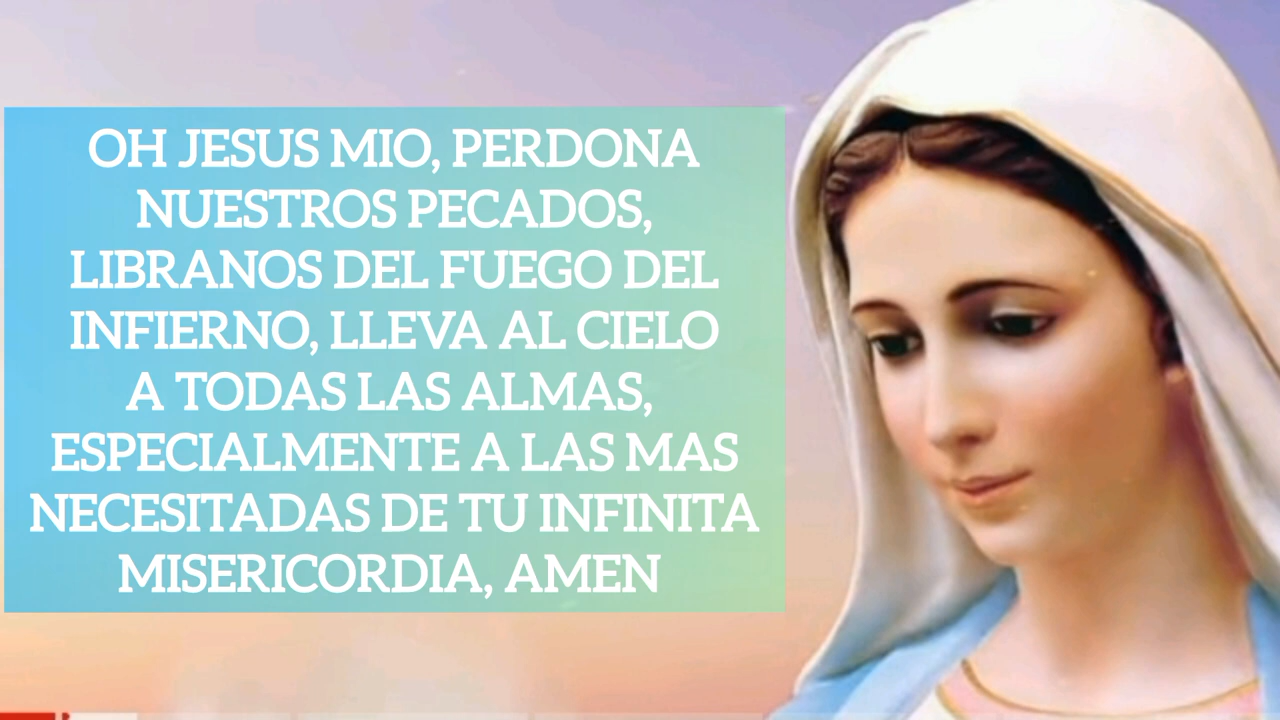 OH JESUS MIO, PERDONA
NUESTROS PECADOS,
LIBRANOS DEL FUEGO DEL
INFIERNO, LLEVA AL CIELO
A TODAS LAS ALMAS,
ESPECIALMENTE A LAS MAS
NECESITADAS DE TU INFINITA
MISERICORDIA, AMEN